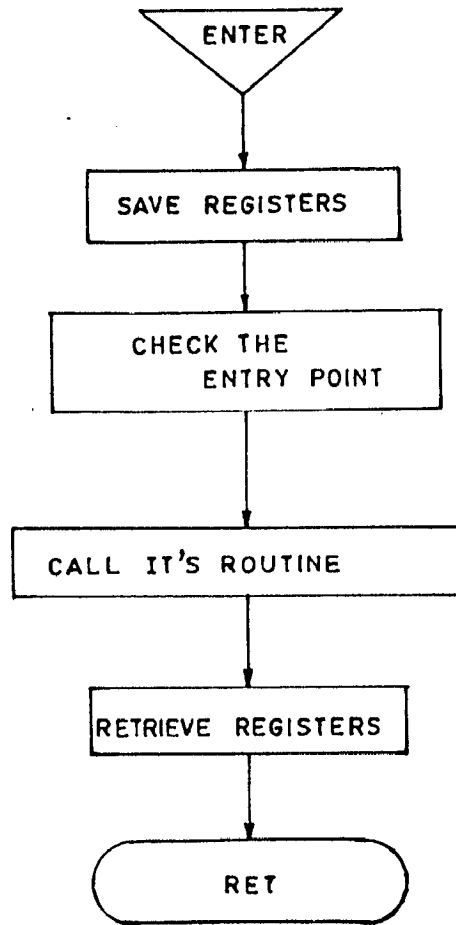 ENTER
SAVE REGISTERS
CHECK THE
ENTRY POINT
CALL IT'S ROUTINE
RETRIEVE REGISTERS
RET